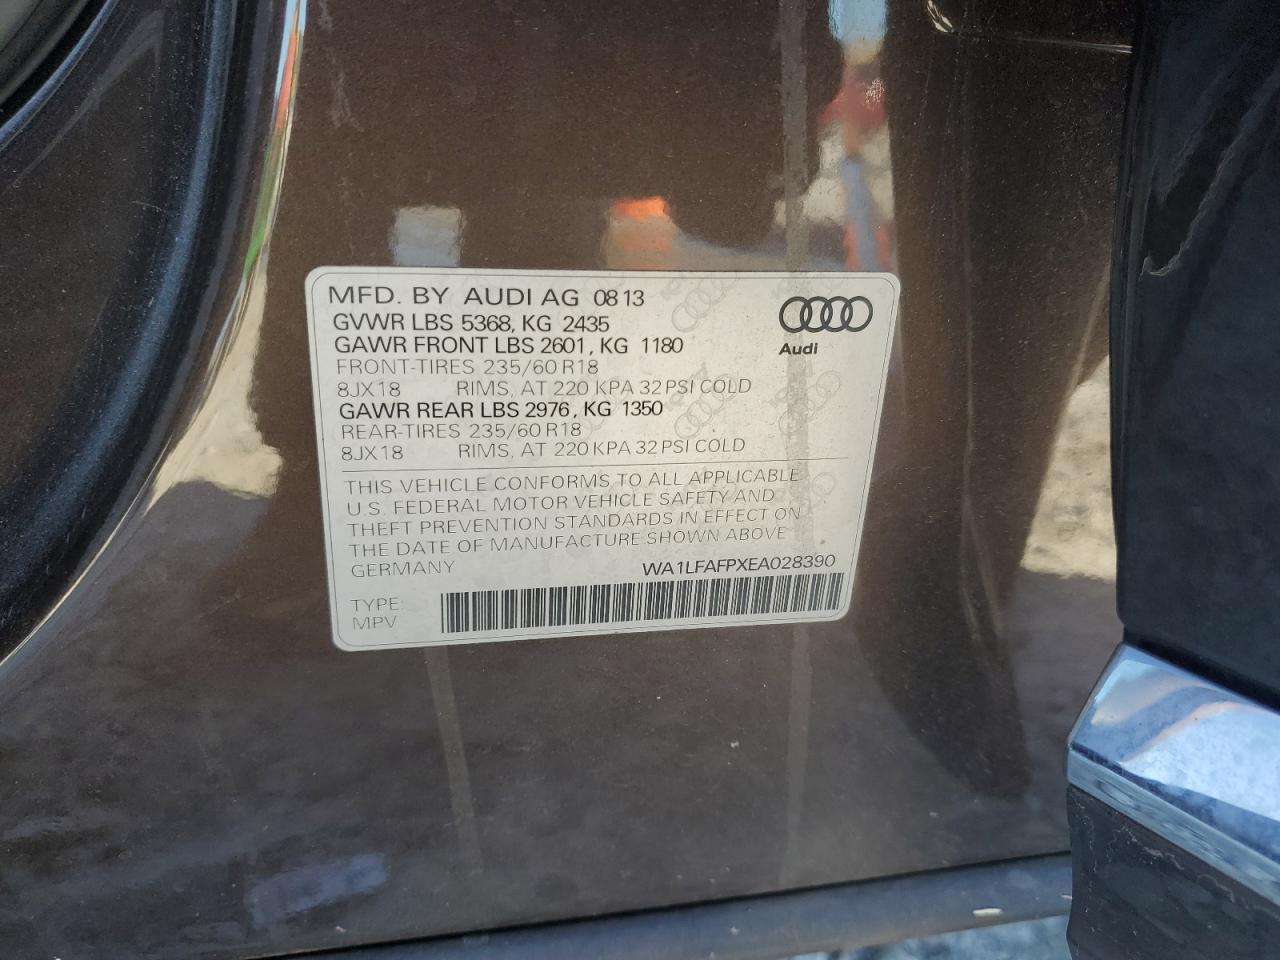 MFD. BY AUDI AG 0813
GVWR LBS 5368, KG 2435
GAWR FRONT LBS 2601, KG 1180
FRONT-TIRES 235/60 R18
8JX18 RIMS, AT 220 KPA 32 PSI COLD
GAWR REAR LBS 2976, KG 1350
REAR-TIRES 235/60 R18
8JX18 RIMS, AT 220 KPA 32 PSI COLD
Audi
THIS VEHICLE CONFORMS TO ALL APPLICABLE
U.S. FEDERAL MOTOR VEHICLE SAFETY AND
THEFT PREVENTION STANDARDS IN EFFECT ON
THE DATE OF MANUFACTURE SHOWN ABOVE
GERMANY WA1LFAFPXEA028390
TYPE:
MPV